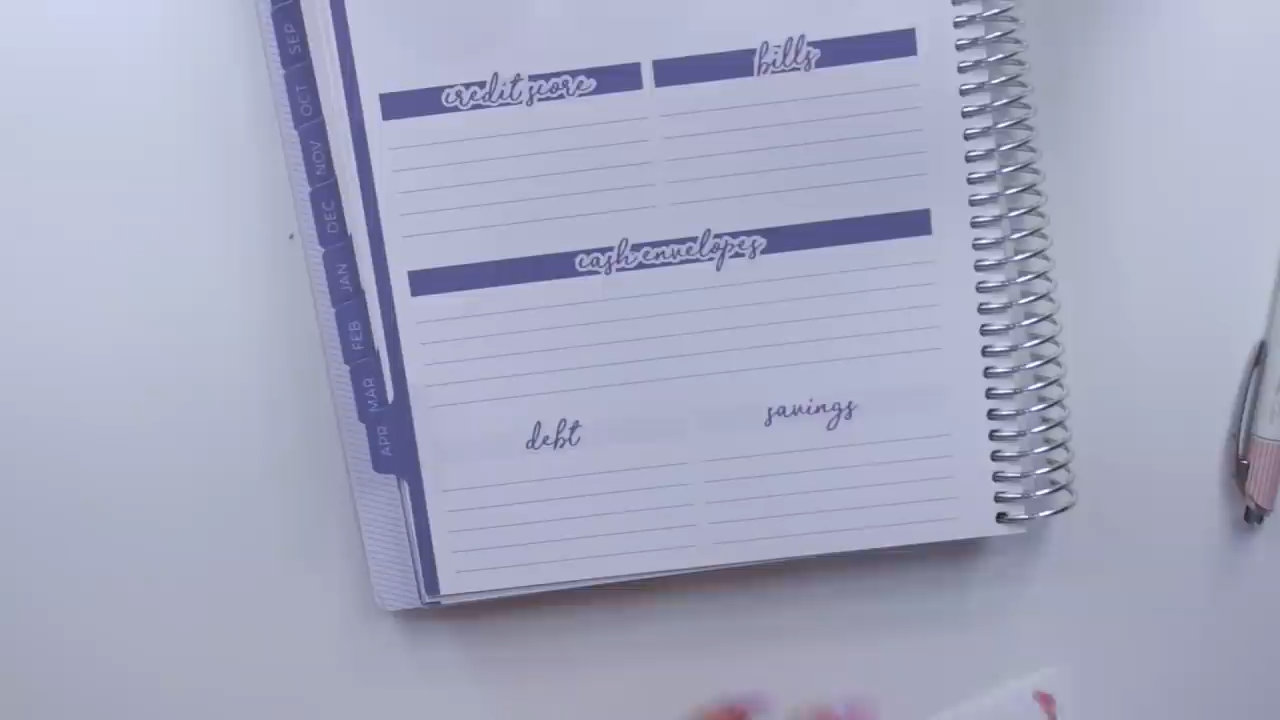 SEP
OCT
NOV
DEC
JAN
FEB
MAR
APR
credit score
bills
cash envelopes
debt
savings